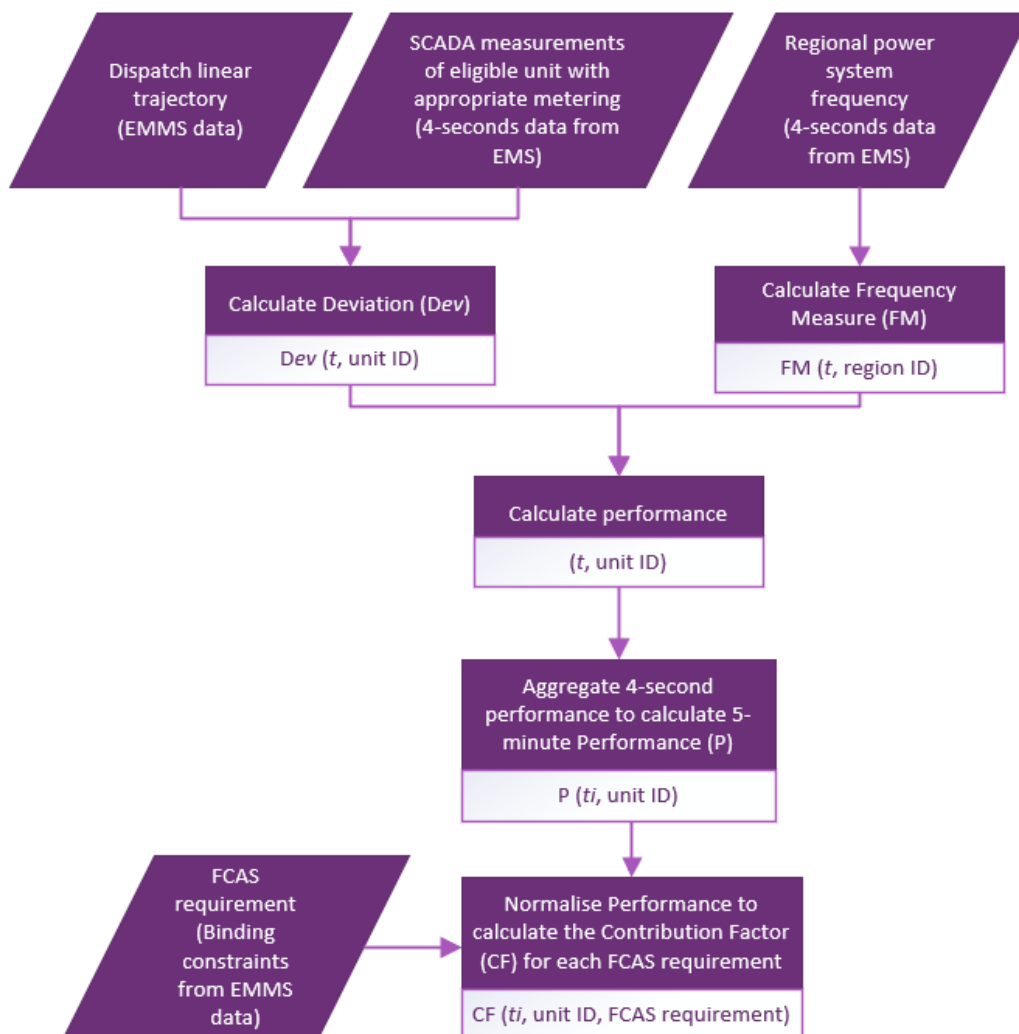 Dispatch linear
trajectory
(EMMS data)
SCADA measurements
of eligible unit with
appropriate metering
(4-seconds data from
EMS)
Regional power
system
frequency
(4-seconds data
from EMS)
Calculate Deviation (Dev)
Dev (t, unit ID)
Calculate Frequency
Measure (FM)
FM (t, region ID)
Calculate performance
(t, unit ID)
Aggregate 4-second
performance to calculate 5-
minute Performance (P)
P (ti, unit ID)
FCAS
requirement
(Binding
constraints
from EMMS
data)
Normalise Performance to
calculate the Contribution Factor
(CF) for each FCAS requirement
CF (ti, unit ID, FCAS requirement)